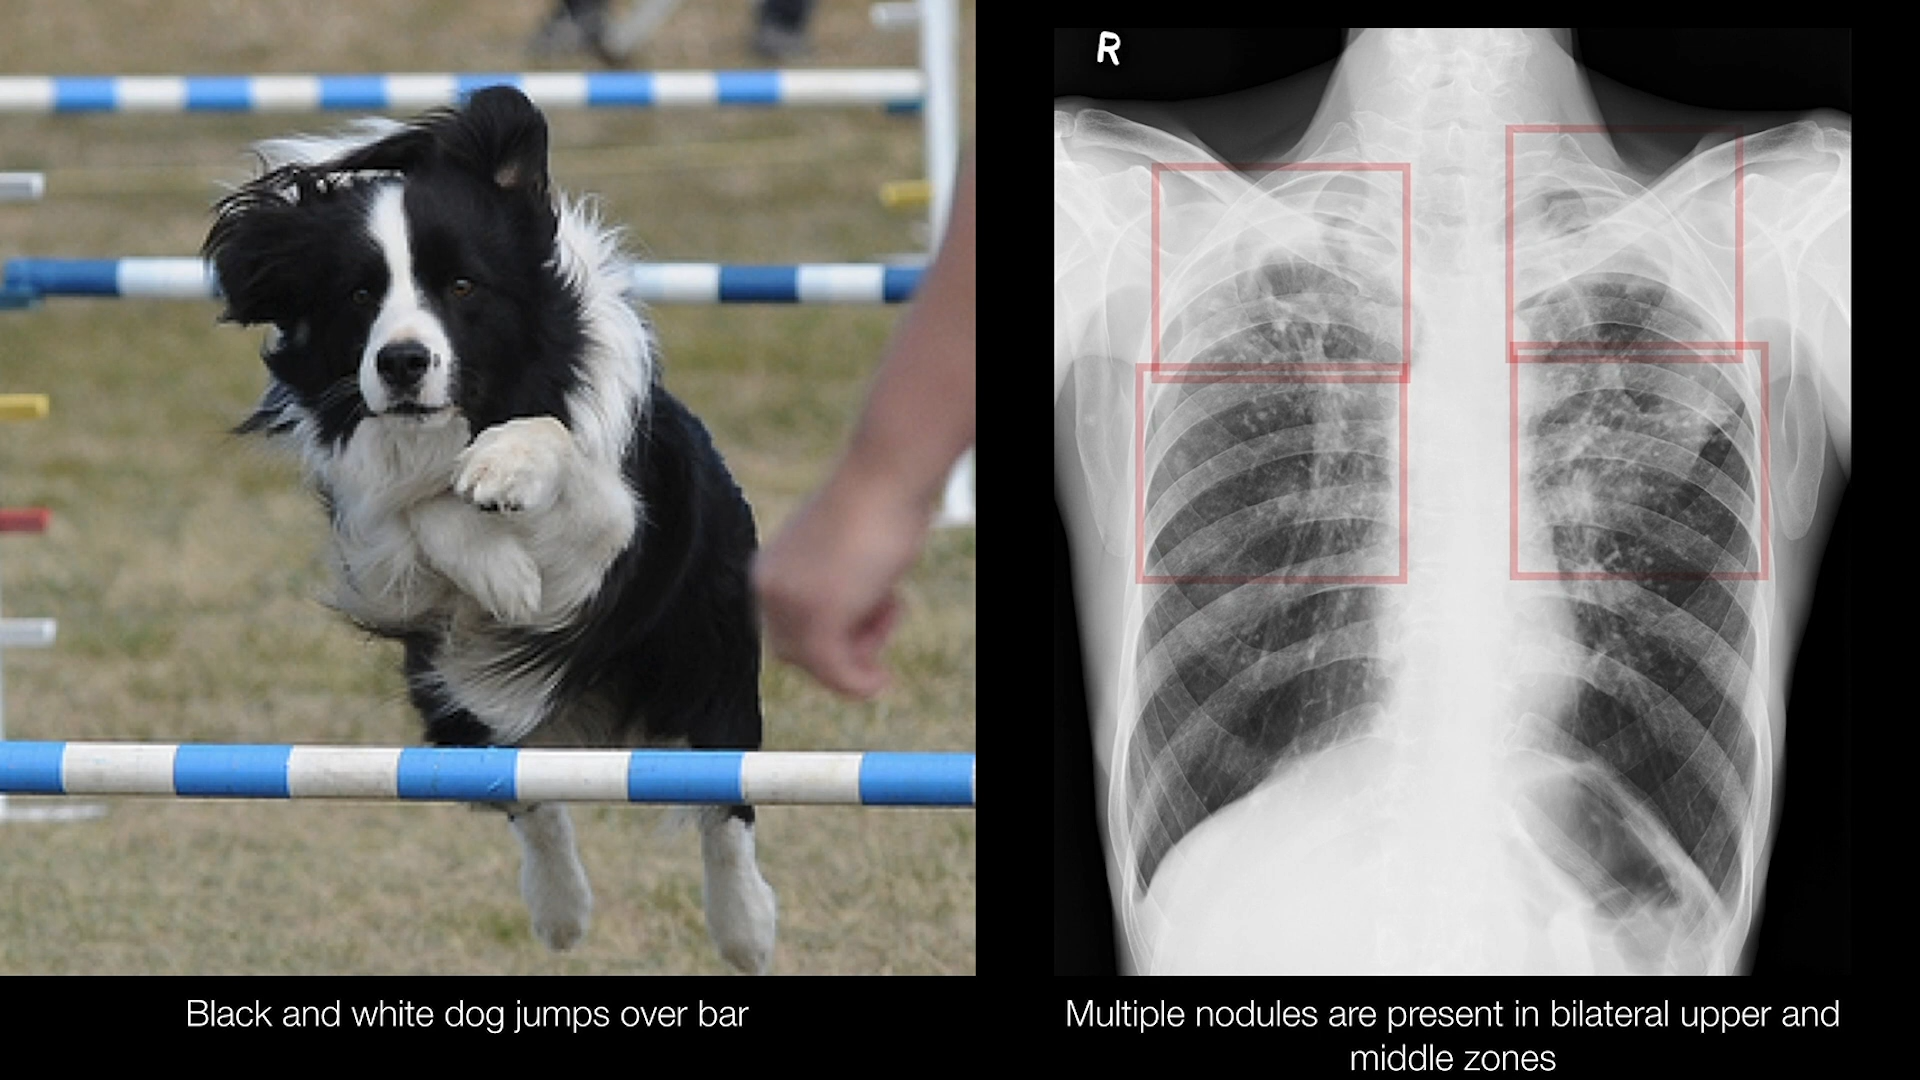 R
Black and white dog jumps over bar
Multiple nodules are present in bilateral upper and
middle zones